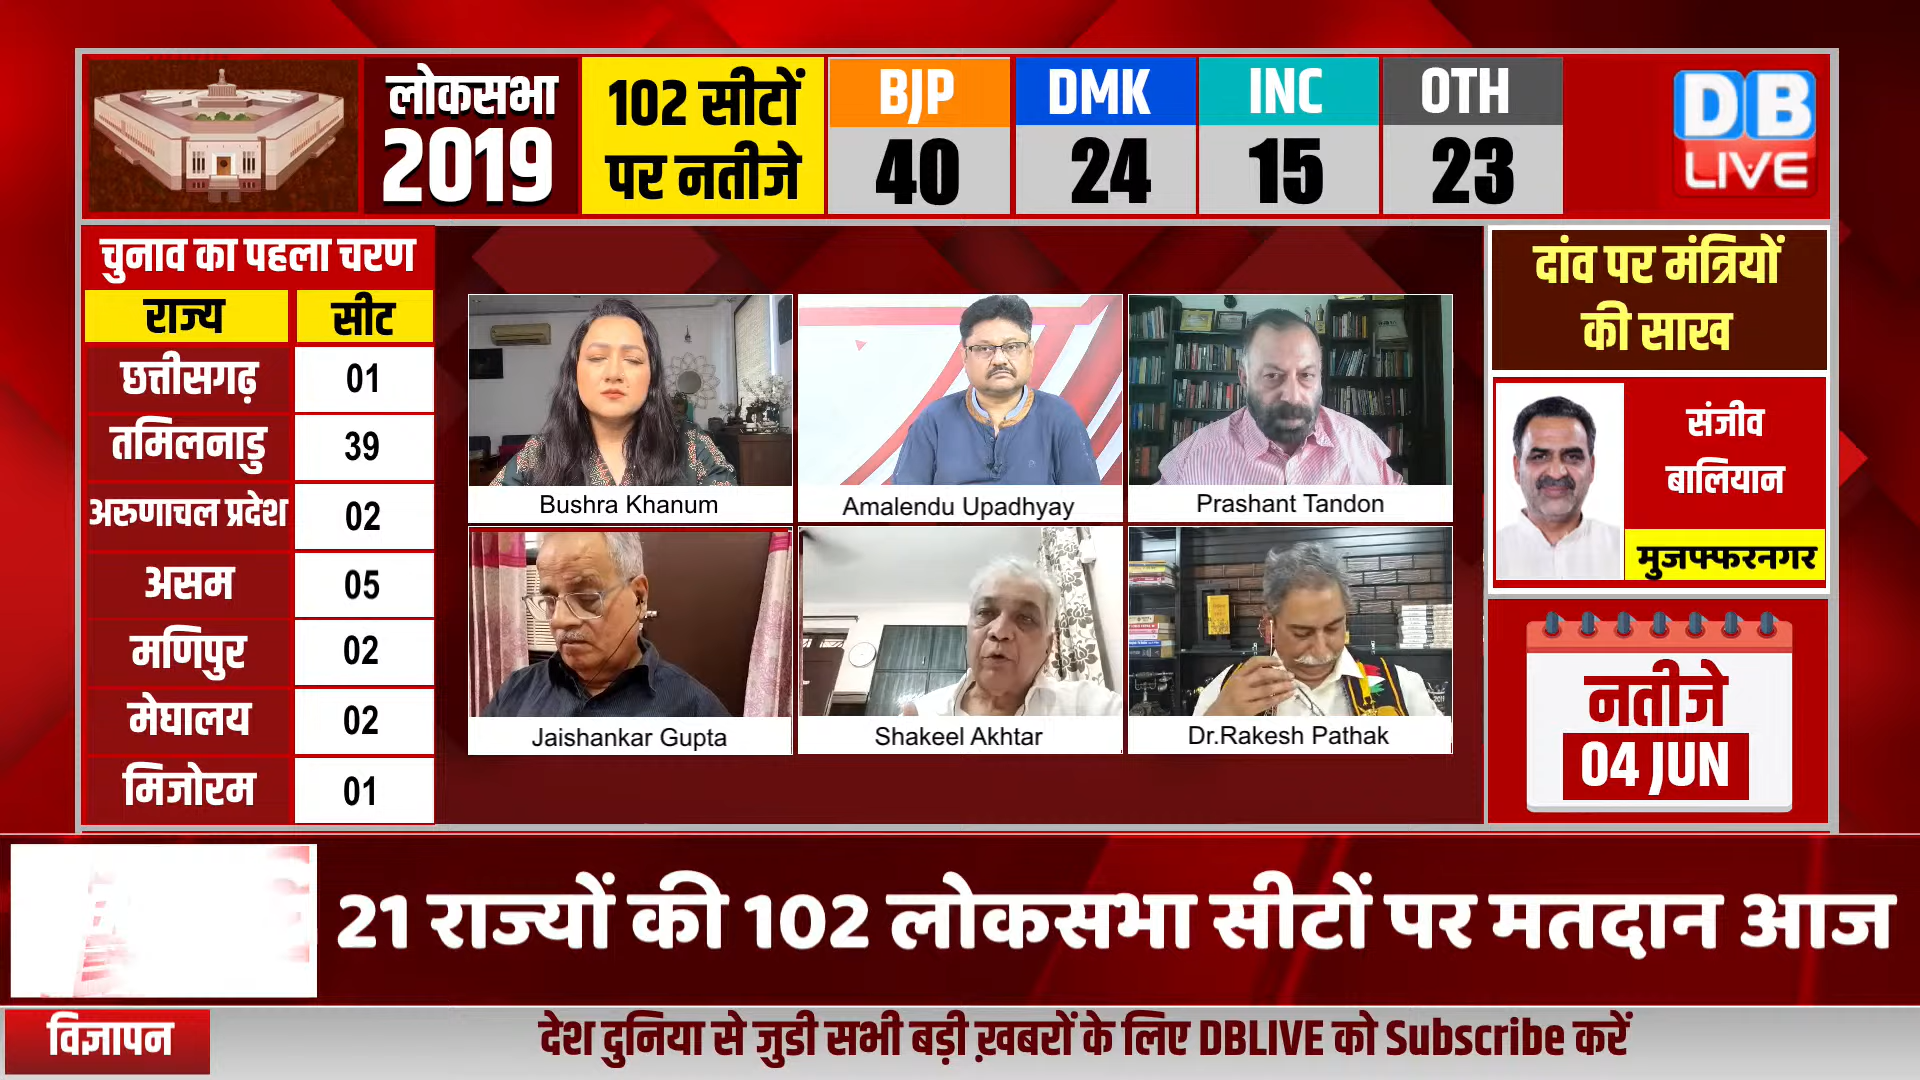 लोकसभा
2019
102 सीटों
पर नतीजे
BJP
40
DMK
24
INC
15
OTH
23
DB
LIVE
चुनाव का पहला चरण
राज्य सीट
छत्तीसगढ़ 01
तमिलनाडु 39
अरुणाचल प्रदेश 02
असम 05
मणिपुर 02
मेघालय 02
मिजोरम 01
Bushra Khanum
Amalendu Upadhyay
Prashant Tandon
Jaishankar Gupta
Shakeel Akhtar
Dr.Rakesh Pathak
दांव पर मंत्रियों
की साख
संजीव
बालियान
मुजफ्फरनगर
नतीजे
04 JUN
21 राज्यों की 102 लोकसभा सीटों पर मतदान आज
विज्ञापन
देश दुनिया से जुडी सभी बड़ी ख़बरों के लिए DBLIVE को Subscribe करें